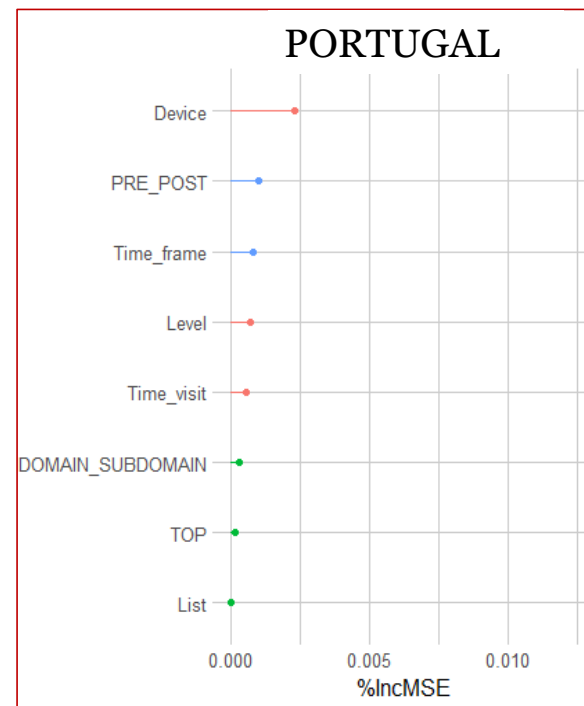 PORTUGAL
Device
PRE_POST
Time_frame
Level
Time_visit
DOMAIN_SUBDOMAIN
TOP
List
0.000 0.005 0.010
%IncMSE